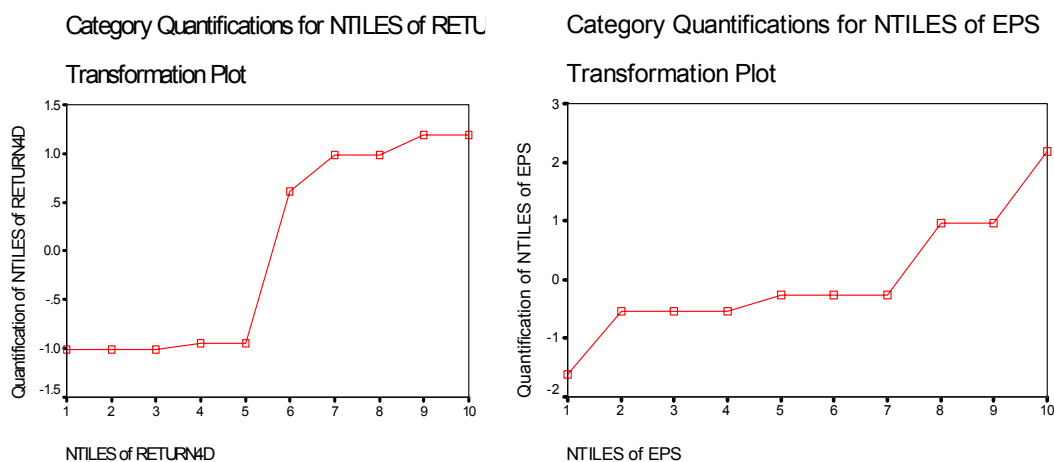 Category Quantifications for NTILES of RETU
Transformation Plot
Quantification of NTILES of RETURN4D
1.5
1.0
.5
0.0
-.5
-1.0
-1.5
1 2 3 4 5 6 7 8 9 10
NTILES of RETURN4D
Category Quantifications for NTILES of EPS
Transformation Plot
Quantification of NTILES of EPS
3
2
1
0
-1
-2
1 2 3 4 5 6 7 8 9 10
NTILES of EPS